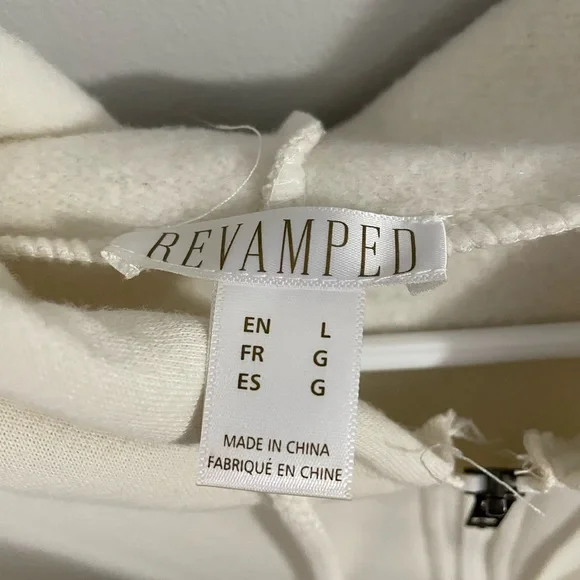 REVAMPED
EN L
FR G
ES G
MADE IN CHINA
FABRIQUÉ EN CHINE